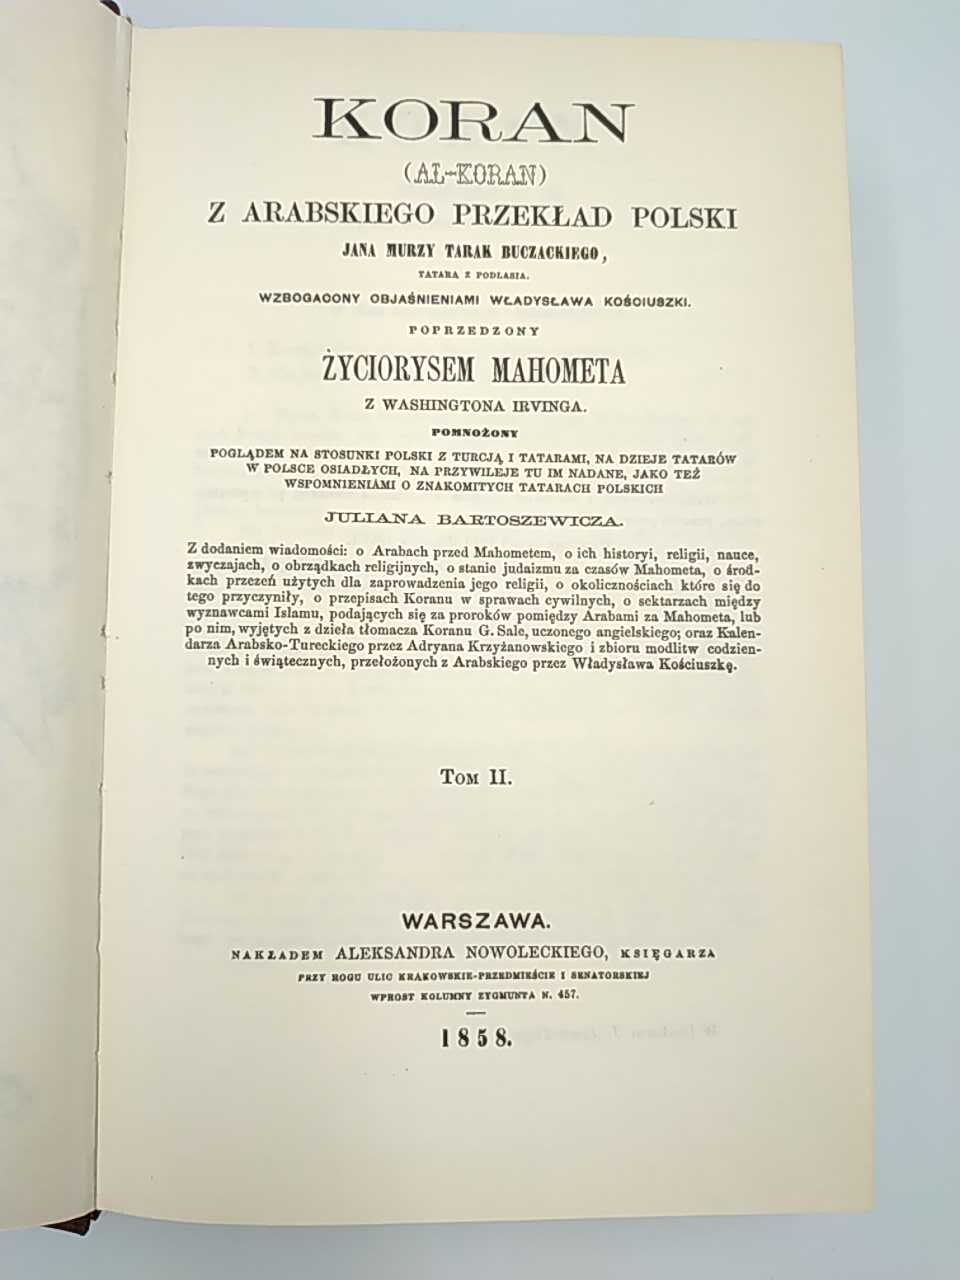 KORAN
(AL-KORAN)
Z ARABSKIEGO PRZEKŁAD POLSKI
JANA MURZY TARAK BUCZACKIEGO,
TATARA Z PODLASIA.
WZBOGACONY OBJAŚNIENIAMI WŁADYSŁAWA KOŚCIUSZKI.
POPRZEDZONY
ŻYCIORYSEM MAHOMETA
Z WASHINGTONA IRVINGA.
POMNOŻONY
POGLĄDEM NA STOSUNKI POLSKI Z TURCJĄ I TATARAMI, NA DZIEJE TATARÓW
W POLSCE OSIADŁYCH, NA PRZYWILEJE TU IM NADANE, JAKO TEŻ
WSPOMNIENIAMI O ZNAKOMITYCH TATARACH POLSKICH
JULIANA BARTOSZEWICZA.
Z dodaniem wiadomości: o Arabach przed Mahometem, o ich historyi, religii, nauce,
zwyczajach, o obrządkach religijnych, o stanie judaizmu za czasów Mahometa, o środ-
kach przezeń użytych dla zaprowadzenia jego religii, o okolicznościach które się do
tego przyczyniły, o przepisach Koranu w sprawach cywilnych, o sektarzach między
wyznawcami Islamu, podających się za proroków pomiędzy Arabami za Mahometa, lub
po nim, wyjętych z dzieła tłomacza Koranu G. Sale, uczonego angielskiego; oraz Kalen-
darza Arabsko-Tureckiego przez Adryana Krzyżanowskiego i zbioru modlitw codzien-
nych i świątecznych, przełożonych z Arabskiego przez Władysława Kościuszkę.
TOM II.
WARSZAWA.
NAKŁADEM ALEKSANDRA NOWOLECKIEGO, KSIĘGARZA
PRZY ROGU ULIC KRAKOWSKIE-PRZEDMIEŚCIE I SENATORSKIEJ
WPROST KOLUMNY ZYGMUNTA N. 457.
1858.